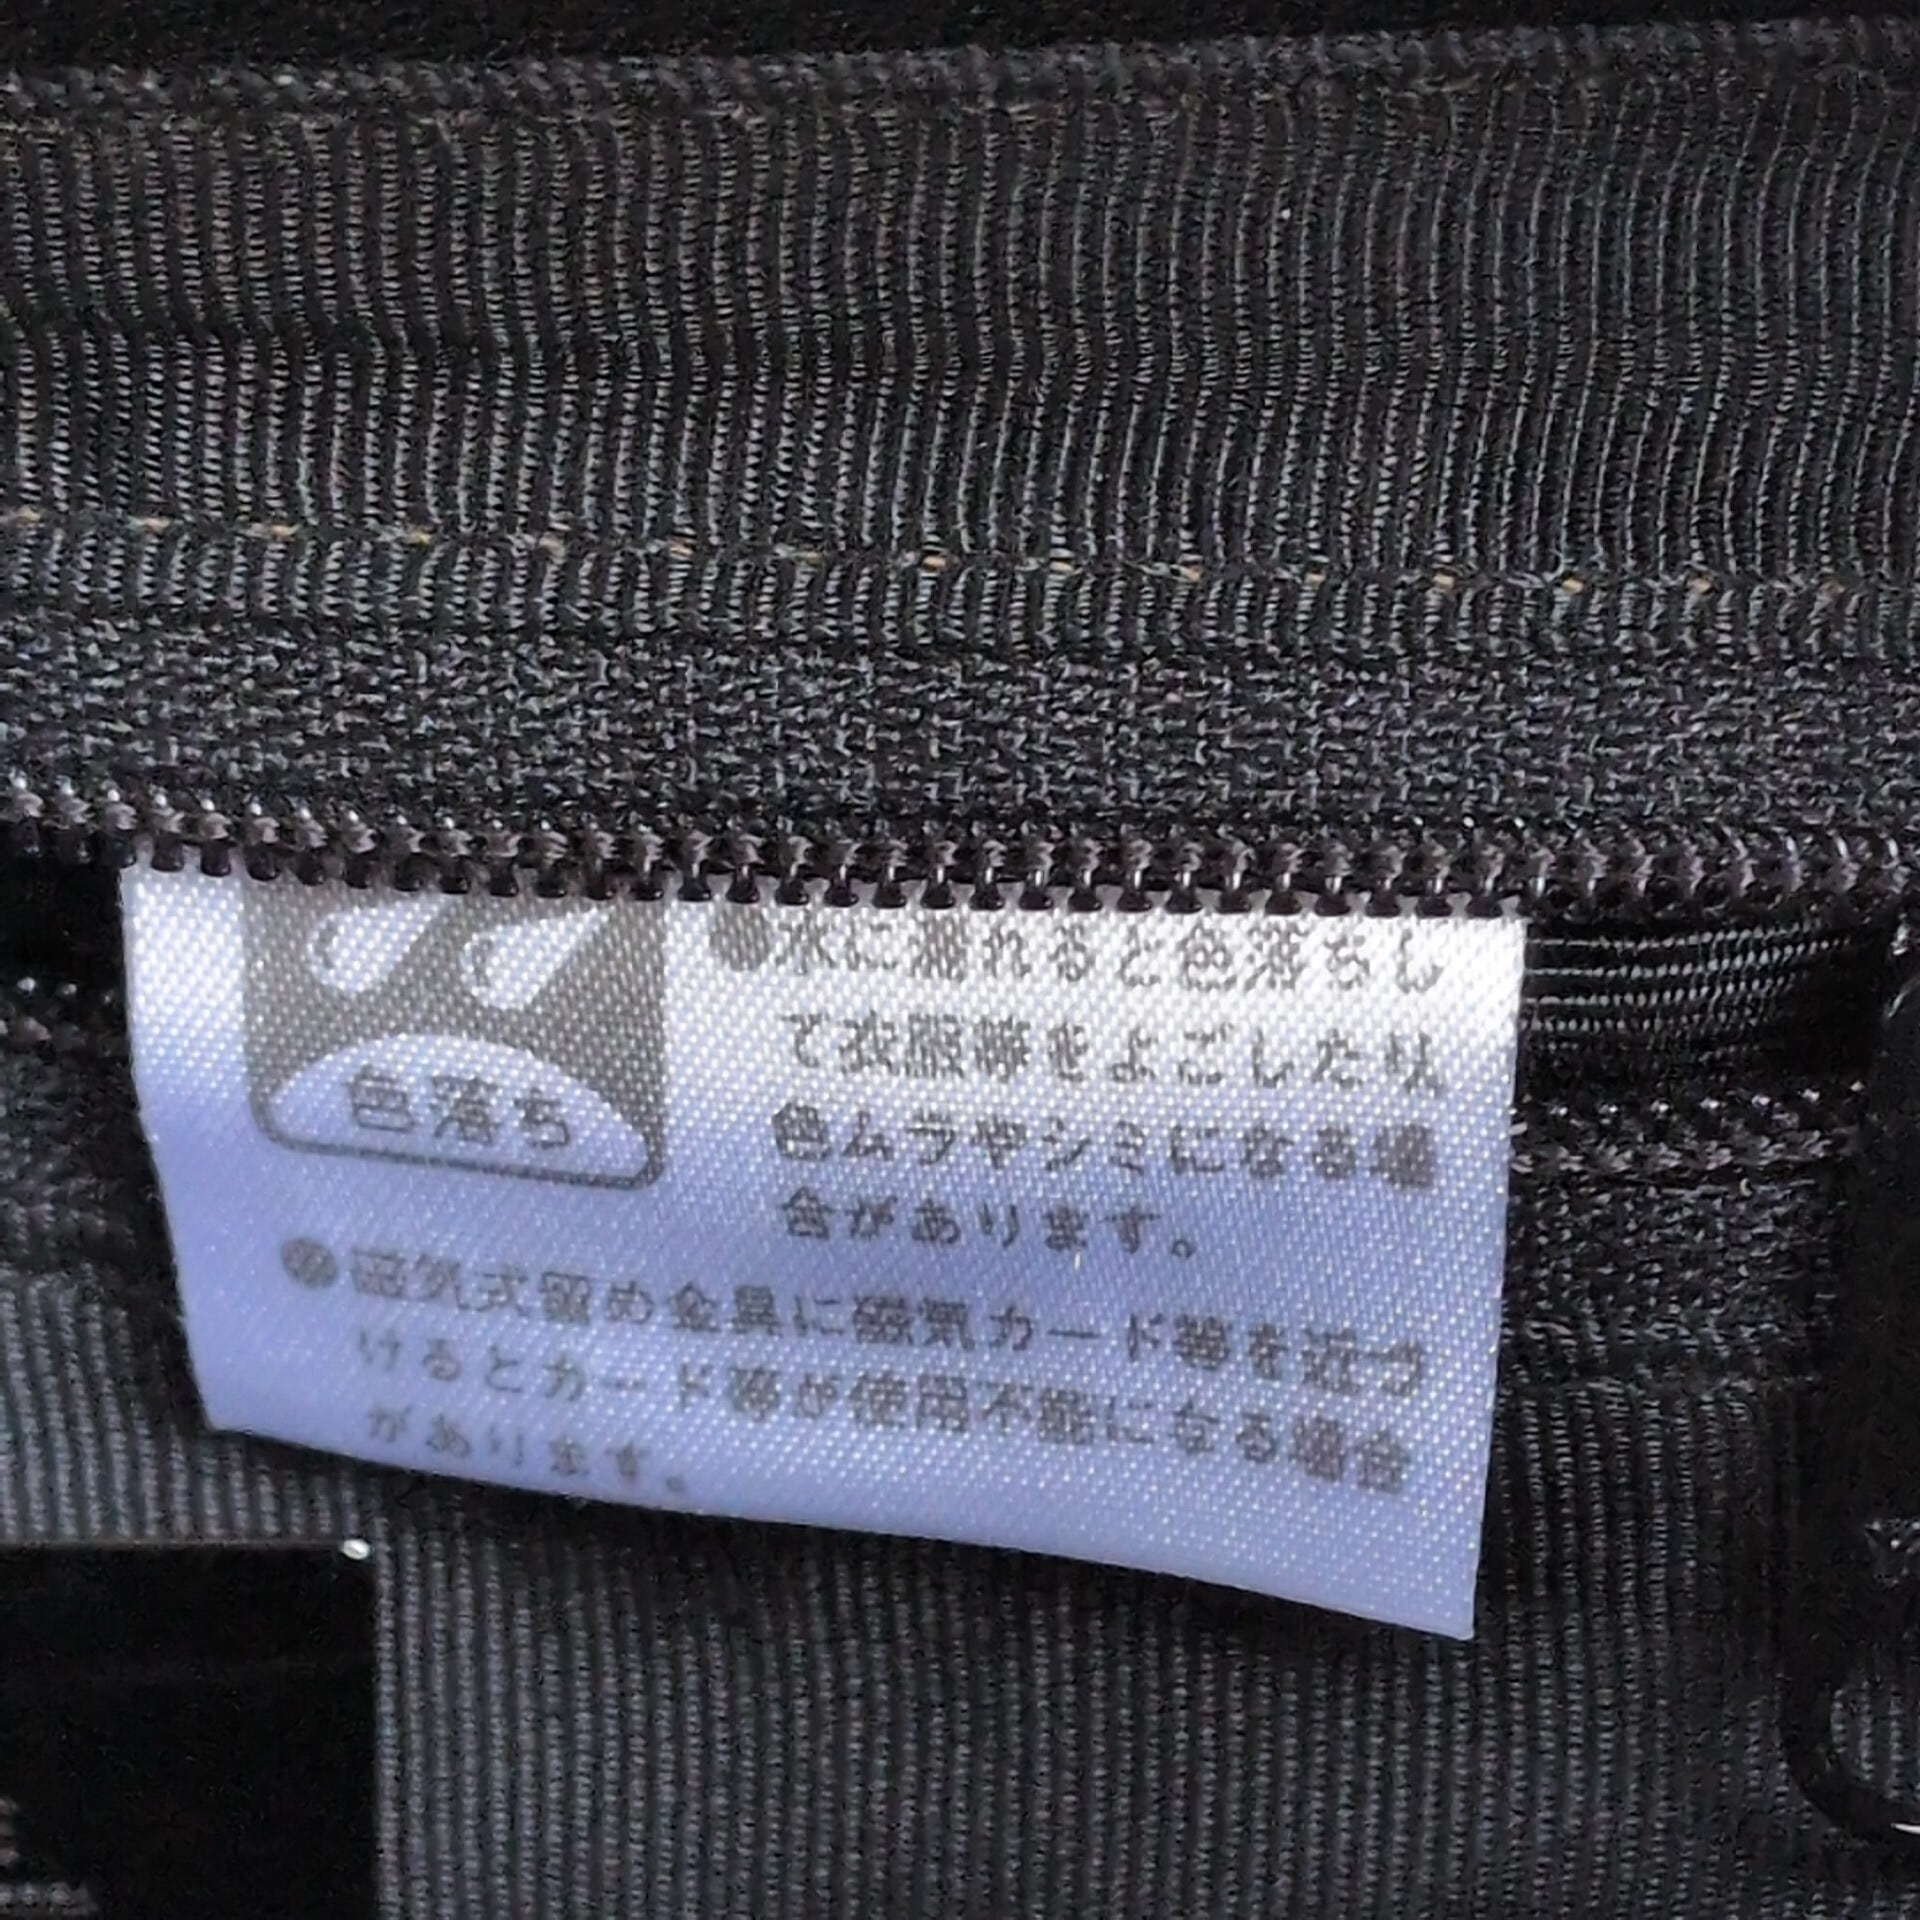 ●水に濡れると色落ちし
て衣服等をよごしたり
色ムラヤシミになる場
合があります。
色落ち
●磁気式留め金具に磁気カード等を近づ
けるとカード等が使用不能になる場合
があります。